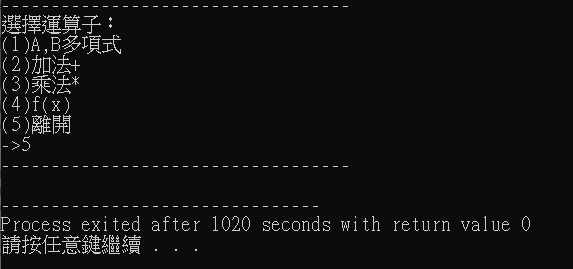 -----------------------------------
選擇運算子：
(1)A,B多項式
(2)加法+
(3)乘法*
(4)f(x)
(5)離開
->5
-----------------------------------
--------------------------------
Process exited after 1020 seconds with return value 0
請按任意鍵繼續 . . .